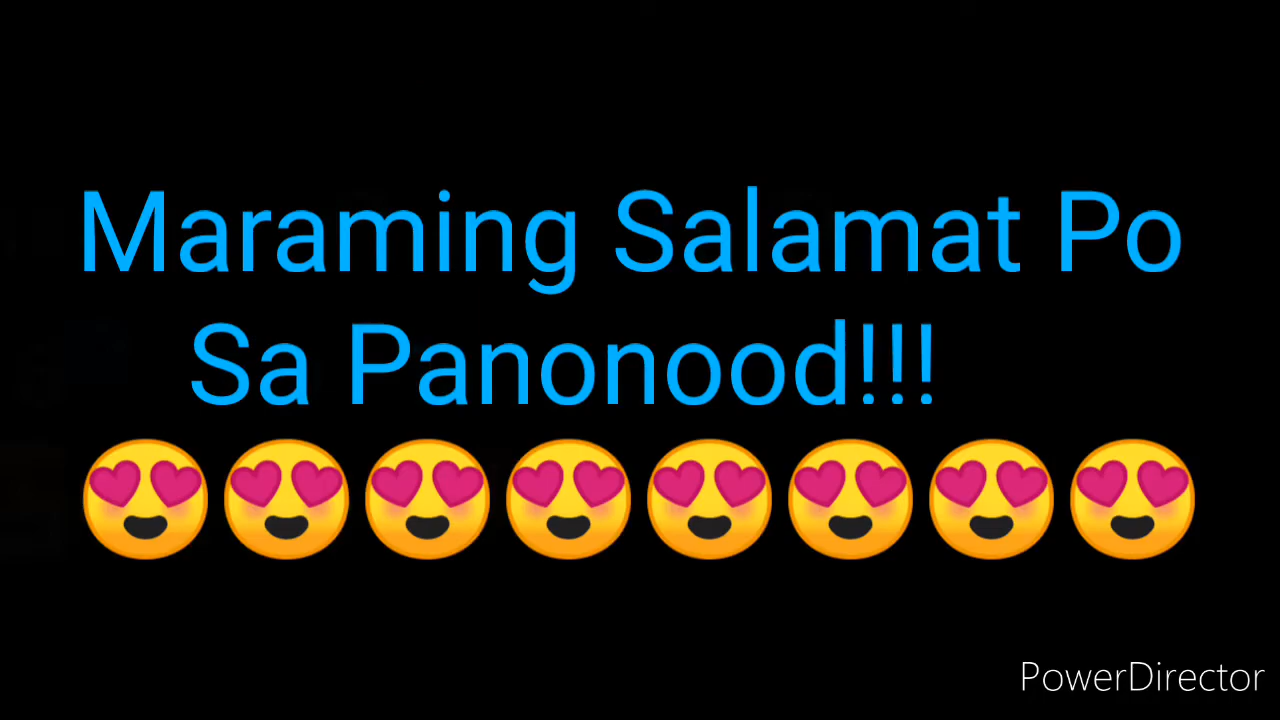 Maraming Salamat Po
Sa Panonood!!!
😍😍😍😍😍😍😍😍
PowerDirector